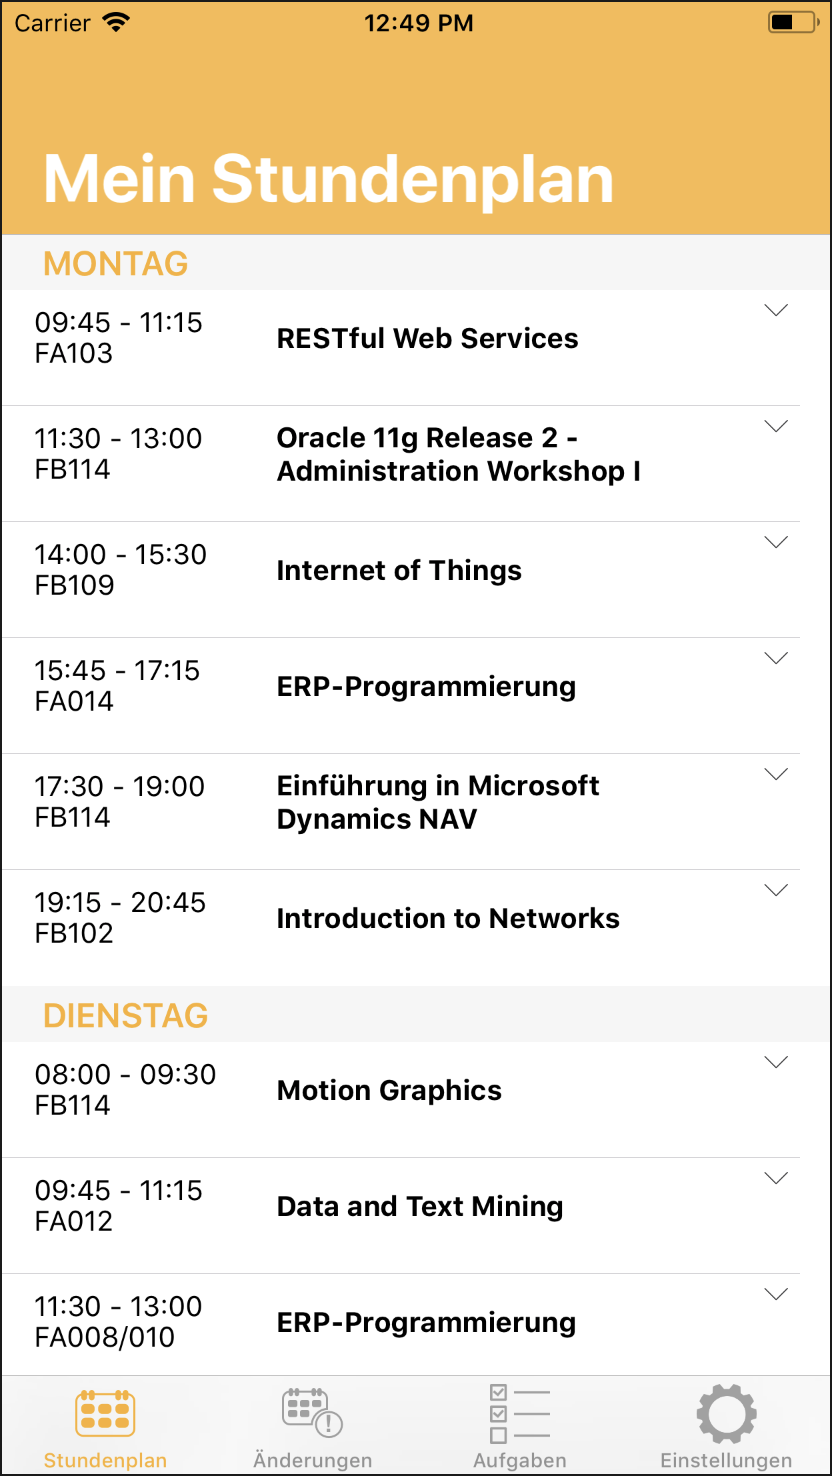 Carrier 12:49 PM
Mein Stundenplan
MONTAG
09:45 - 11:15
FA103
RESTful Web Services
11:30 - 13:00
FB114
Oracle 11g Release 2 -
Administration Workshop I
14:00 - 15:30
FB109
Internet of Things
15:45 - 17:15
FA014
ERP-Programmierung
17:30 - 19:00
FB114
Einführung in Microsoft
Dynamics NAV
19:15 - 20:45
FB102
Introduction to Networks
DIENSTAG
08:00 - 09:30
FB114
Motion Graphics
09:45 - 11:15
FA012
Data and Text Mining
11:30 - 13:00
FA008/010
ERP-Programmierung
Stundenplan Änderungen Aufgaben Einstellungen